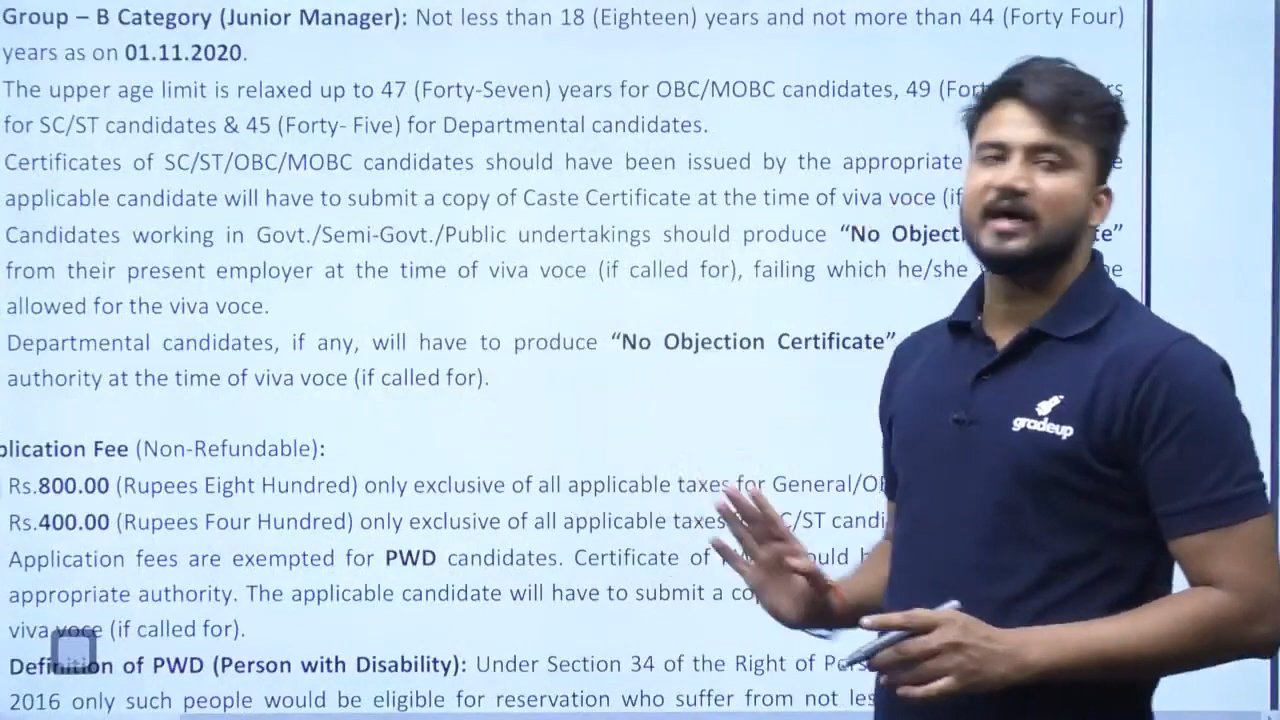 Group – B Category (Junior Manager): Not less than 18 (Eighteen) years and not more than 44 (Forty Four)
years as on 01.11.2020.
The upper age limit is relaxed up to 47 (Forty-Seven) years for OBC/MOBC candidates, 49
for SC/ST candidates & 45 (Forty- Five) for Departmental candidates.
Certificates of SC/ST/OBC/MOBC candidates should have been issued by the appropriate
applicable candidate will have to submit a copy of Caste Certificate at the time of viva voce (if
Candidates working in Govt./Semi-Govt./Public undertakings should produce “No
from their present employer at the time of viva voce (if called for), failing which he/she
allowed for the viva voce.
Departmental candidates, if any, will have to produce “No Objection Certificate”
authority at the time of viva voce (if called for).
Fee (Non-Refundable):
Rs.800.00 (Rupees Eight Hundred) only exclusive of all applicable taxes for
Rs.400.00 (Rupees Four Hundred) only exclusive of all applicable taxes
Application fees are exempted for PWD candidates. Certificate of
appropriate authority. The applicable candidate will have to submit a
viva voce (if called for).
Definition of PWD (Person with Disability): Under Section 34 of the Right of
2016 only such people would be eligible for reservation who suffer from not
gradeup